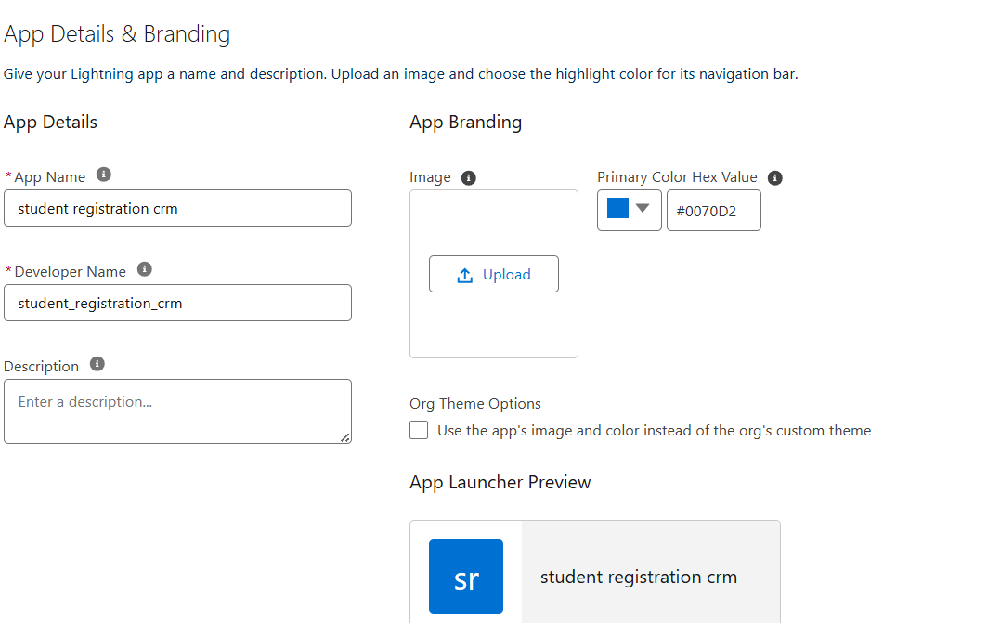 App Details & Branding
Give your Lightning app a name and description. Upload an image and choose the highlight color for its navigation bar.
App Details
App Branding
*App Name
student registration crm
Image
Primary Color Hex Value
#0070D2
Upload
*Developer Name
student_registration_crm
Description
Enter a description...
Org Theme Options
Use the app's image and color instead of the org's custom theme
App Launcher Preview
sr
student registration crm